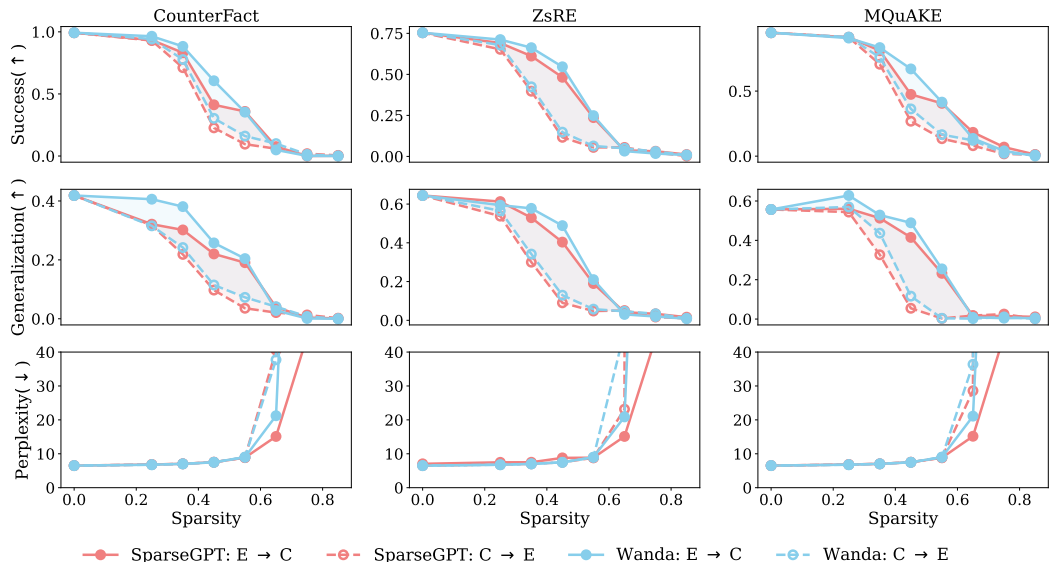 CounterFact
ZsRE
MQuAKE
Success(↑)
1.0
0.5
0.0
0.75
0.50
0.25
0.00
0.5
0.0
Generalization(↑)
0.4
0.2
0.0
0.6
0.4
0.2
0.0
0.6
0.4
0.2
0.0
Perplexity(↓)
40
30
20
10
0
40
30
20
10
0
40
30
20
10
0
0.0 0.2 0.4 0.6 0.8
0.0 0.2 0.4 0.6 0.8
0.0 0.2 0.4 0.6 0.8
Sparsity
Sparsity
Sparsity
SparseGPT: E → C
SparseGPT: C → E
Wanda: E → C
Wanda: C → E